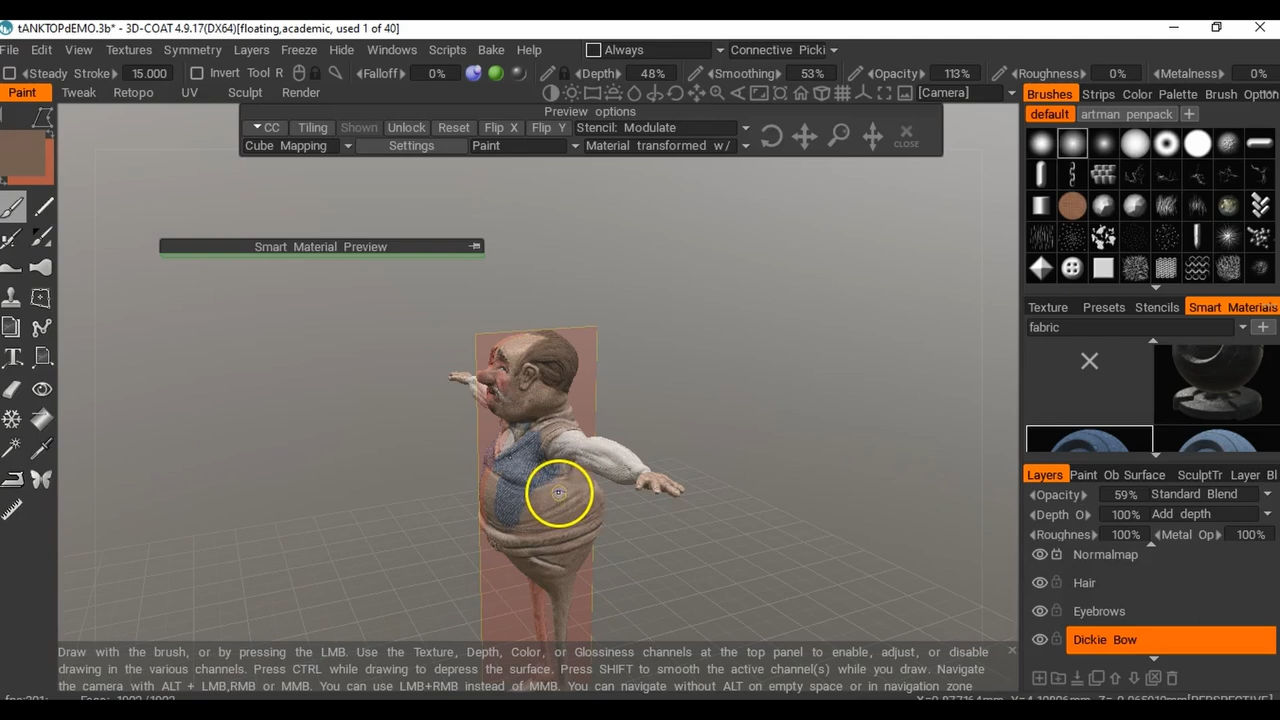 tANKTOPdEMO.3b* - 3D-COAT 4.9.17(DX64)[floating,academic, used 1 of 40]
File Edit View Textures Symmetry Layers Freeze Hide Windows Scripts Bake Help Always Connective Picki
Steady Stroke 15.000 Invert Tool R Falloff 0% Depth 48% Smoothing 53% Opacity 113% Roughness 0% Metalness 0%
Paint Tweak Retopo UV Sculpt Render [Camera] Brushes Strips Color Palette Brush Option
Preview options
default artman penpack
CC Tiling Shown Unlock Reset Flip X Flip Y Stencil: Modulate
Cube Mapping Settings Paint Material transformed w/ CLOSE
Smart Material Preview
Texture Presets Stencils Smart Materials
fabric
Layers Paint Ob Surface SculptTr Layer Bl
Opacity 59% Standard Blend
Depth O 100% Add depth
Roughnes 100% Metal Op 100%
Normalmap
Hair
Eyebrows
Dickie Bow
Draw with the brush, or by pressing the LMB. Use the Texture, Depth, Color, or Glossiness channels at the top panel to enable, adjust, or disable
drawing in the various channels. Press CTRL while drawing to depress the surface. Press SHIFT to smooth the active channel(s) while you draw. Navigate
the camera with ALT + LMB,RMB or MMB. You can use LMB+RMB instead of MMB. You can navigate without ALT on empty space or in navigation zone